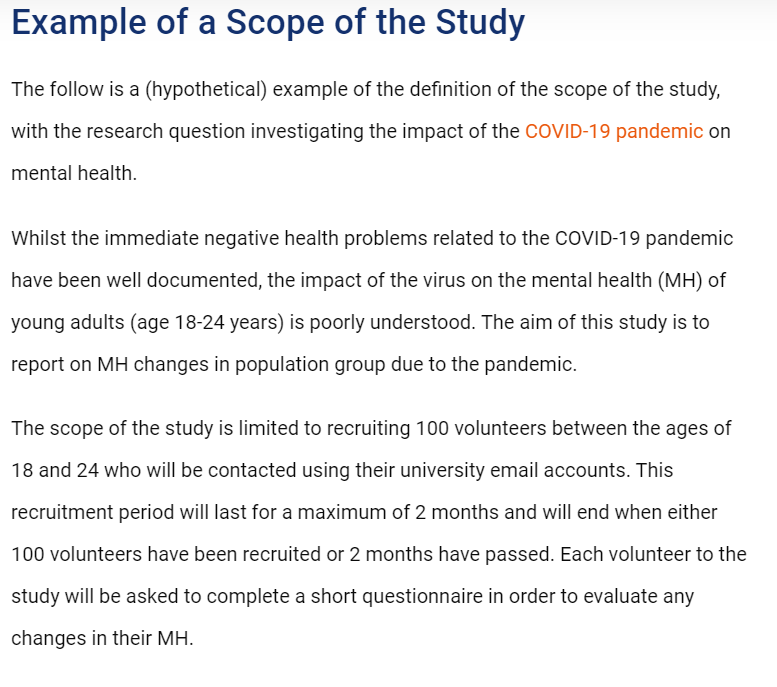 Example of a Scope of the Study
The follow is a (hypothetical) example of the definition of the scope of the study,
with the research question investigating the impact of the COVID-19 pandemic on
mental health.
Whilst the immediate negative health problems related to the COVID-19 pandemic
have been well documented, the impact of the virus on the mental health (MH) of
young adults (age 18-24 years) is poorly understood. The aim of this study is to
report on MH changes in population group due to the pandemic.
The scope of the study is limited to recruiting 100 volunteers between the ages of
18 and 24 who will be contacted using their university email accounts. This
recruitment period will last for a maximum of 2 months and will end when either
100 volunteers have been recruited or 2 months have passed. Each volunteer to the
study will be asked to complete a short questionnaire in order to evaluate any
changes in their MH.